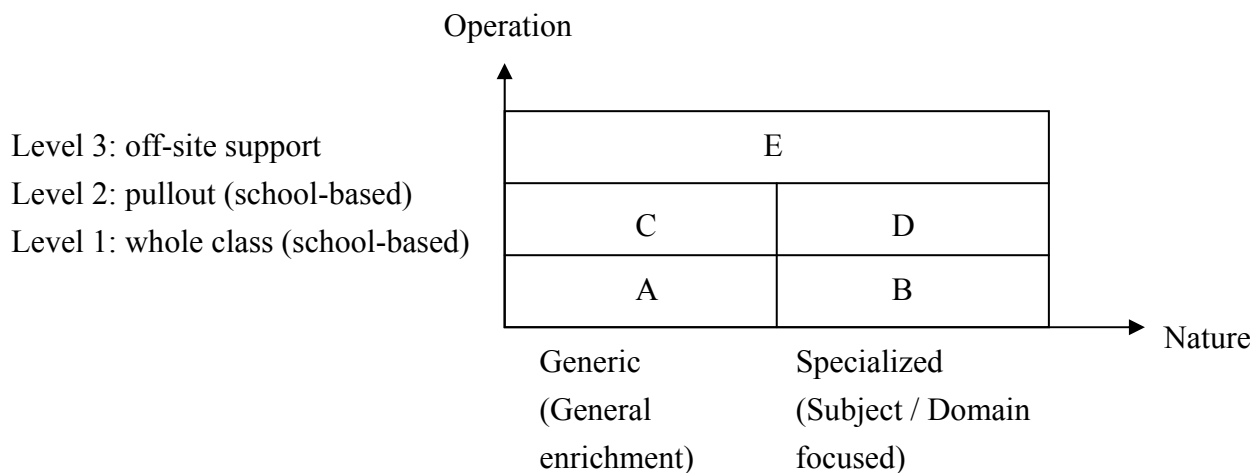 Operation
Level 3: off-site support
E
Level 2: pullout (school-based)
C
D
Level 1: whole class (school-based)
A
B
Nature
Generic
(General
enrichment)
Specialized
(Subject / Domain
focused)